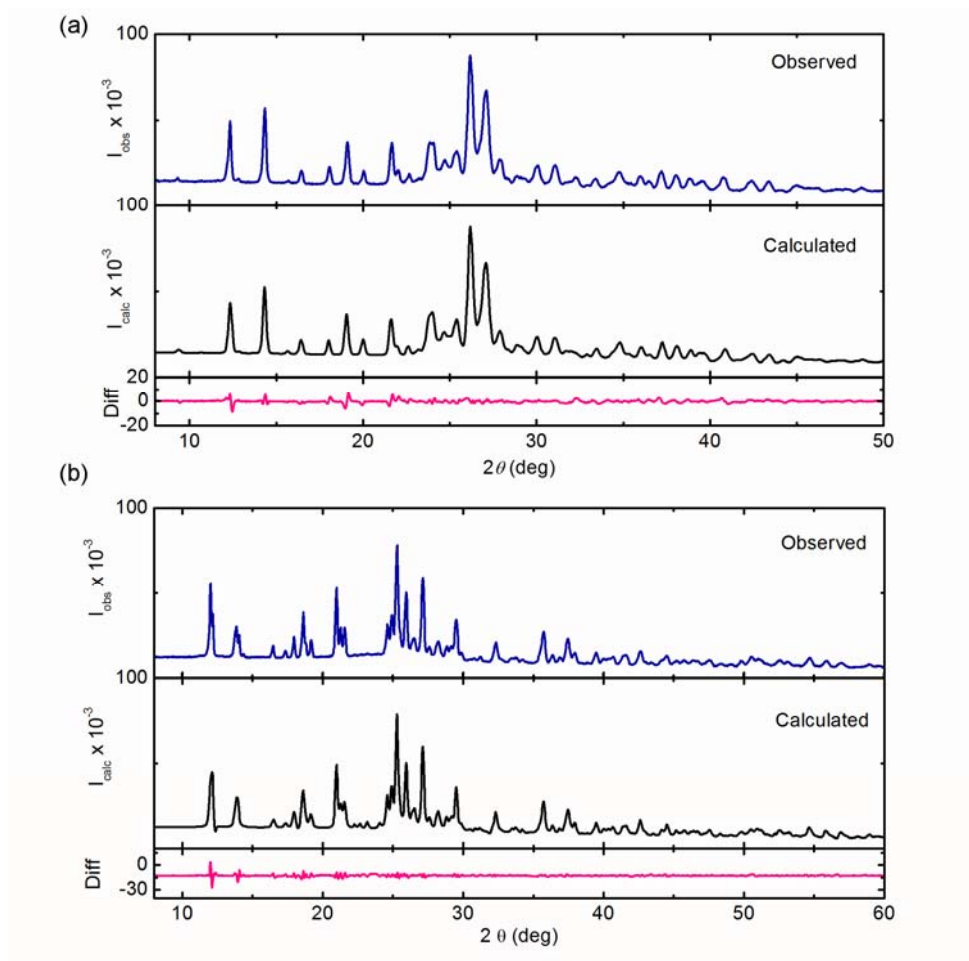 (a)
100
Observed
I_obs x 10^-3
100
Calculated
I_calc x 10^-3
20
0
-20
Diff
10 20 30 40 50
2θ (deg)
(b)
100
Observed
I_obs x 10^-3
100
Calculated
I_calc x 10^-3
0
-30
Diff
10 20 30 40 50 60
2 θ (deg)